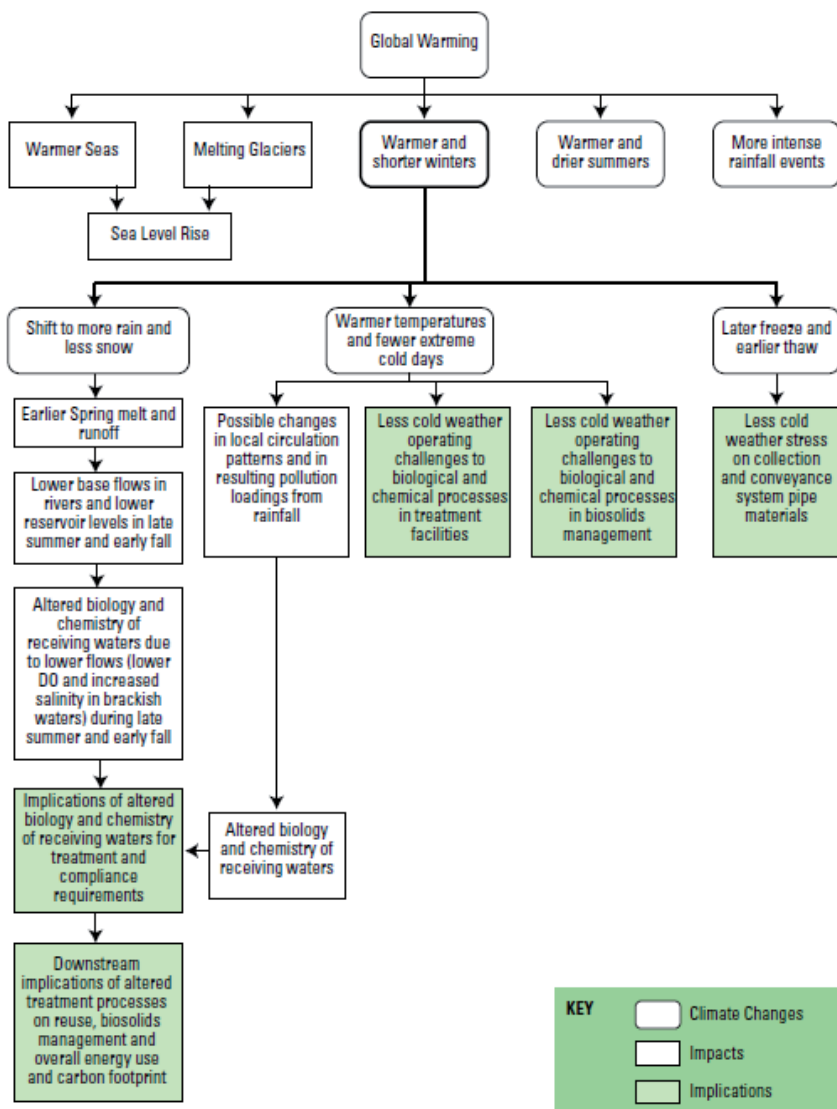 Global Warming
Warmer Seas
Melting Glaciers
Warmer and
shorter winters
Warmer and
drier summers
More intense
rainfall events
Sea Level Rise
Shift to more rain and
less snow
Warmer temperatures
and fewer extreme
cold days
Later freeze and
earlier thaw
Earlier Spring melt and
runoff
Lower base flows in
rivers and lower
reservoir levels in late
summer and early fall
Altered biology and
chemistry of
receiving waters due
to lower flows (lower
DO and increased
salinity in brackish
waters) during late
summer and early fall
Possible changes
in local circulation
patterns and in
resulting pollution
loadings from
rainfall
Less cold weather
operating
challenges to
biological and
chemical processes
in treatment
facilities
Less cold weather
operating
challenges to
biological and
chemical processes
in biosolids
management
Less cold
weather stress
on collection
and conveyance
system pipe
materials
Implications of altered
biology and chemistry
of receiving waters for
treatment and
compliance
requirements
Altered biology
and chemistry of
receiving waters
Downstream
implications of altered
treatment processes
on reuse, biosolids
management and
overall energy use
and carbon footprint
KEY
Climate Changes
Impacts
Implications